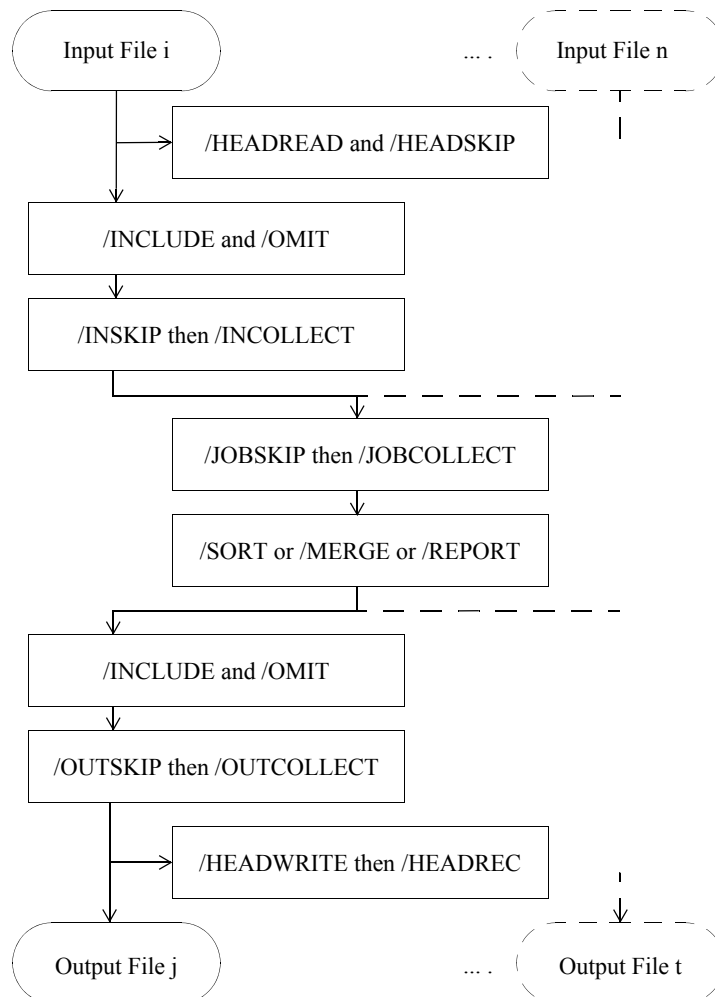 Input File i
... .
Input File n
/HEADREAD and /HEADSKIP
/INCLUDE and /OMIT
/INSKIP then /INCOLLECT
/JOBSKIP then /JOBCOLLECT
/SORT or /MERGE or /REPORT
/INCLUDE and /OMIT
/OUTSKIP then /OUTCOLLECT
/HEADWRITE then /HEADREC
Output File j
... .
Output File t